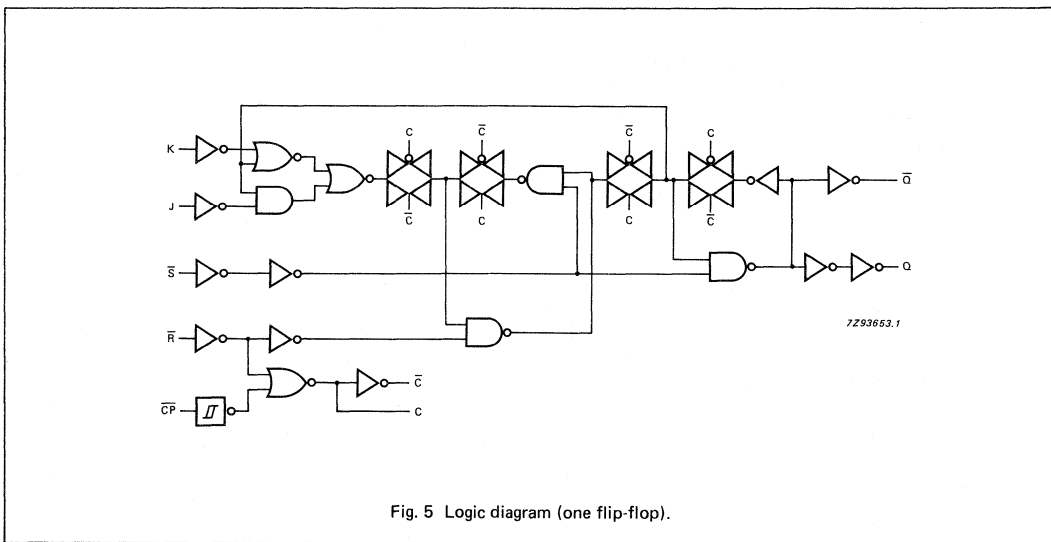 C C̅ C̅ C
K
Q̅
J
C̅ C C C̅
S̅ Q
7Z93653.1
R̅
C̅
C̅P̅ C
Fig. 5 Logic diagram (one flip-flop).